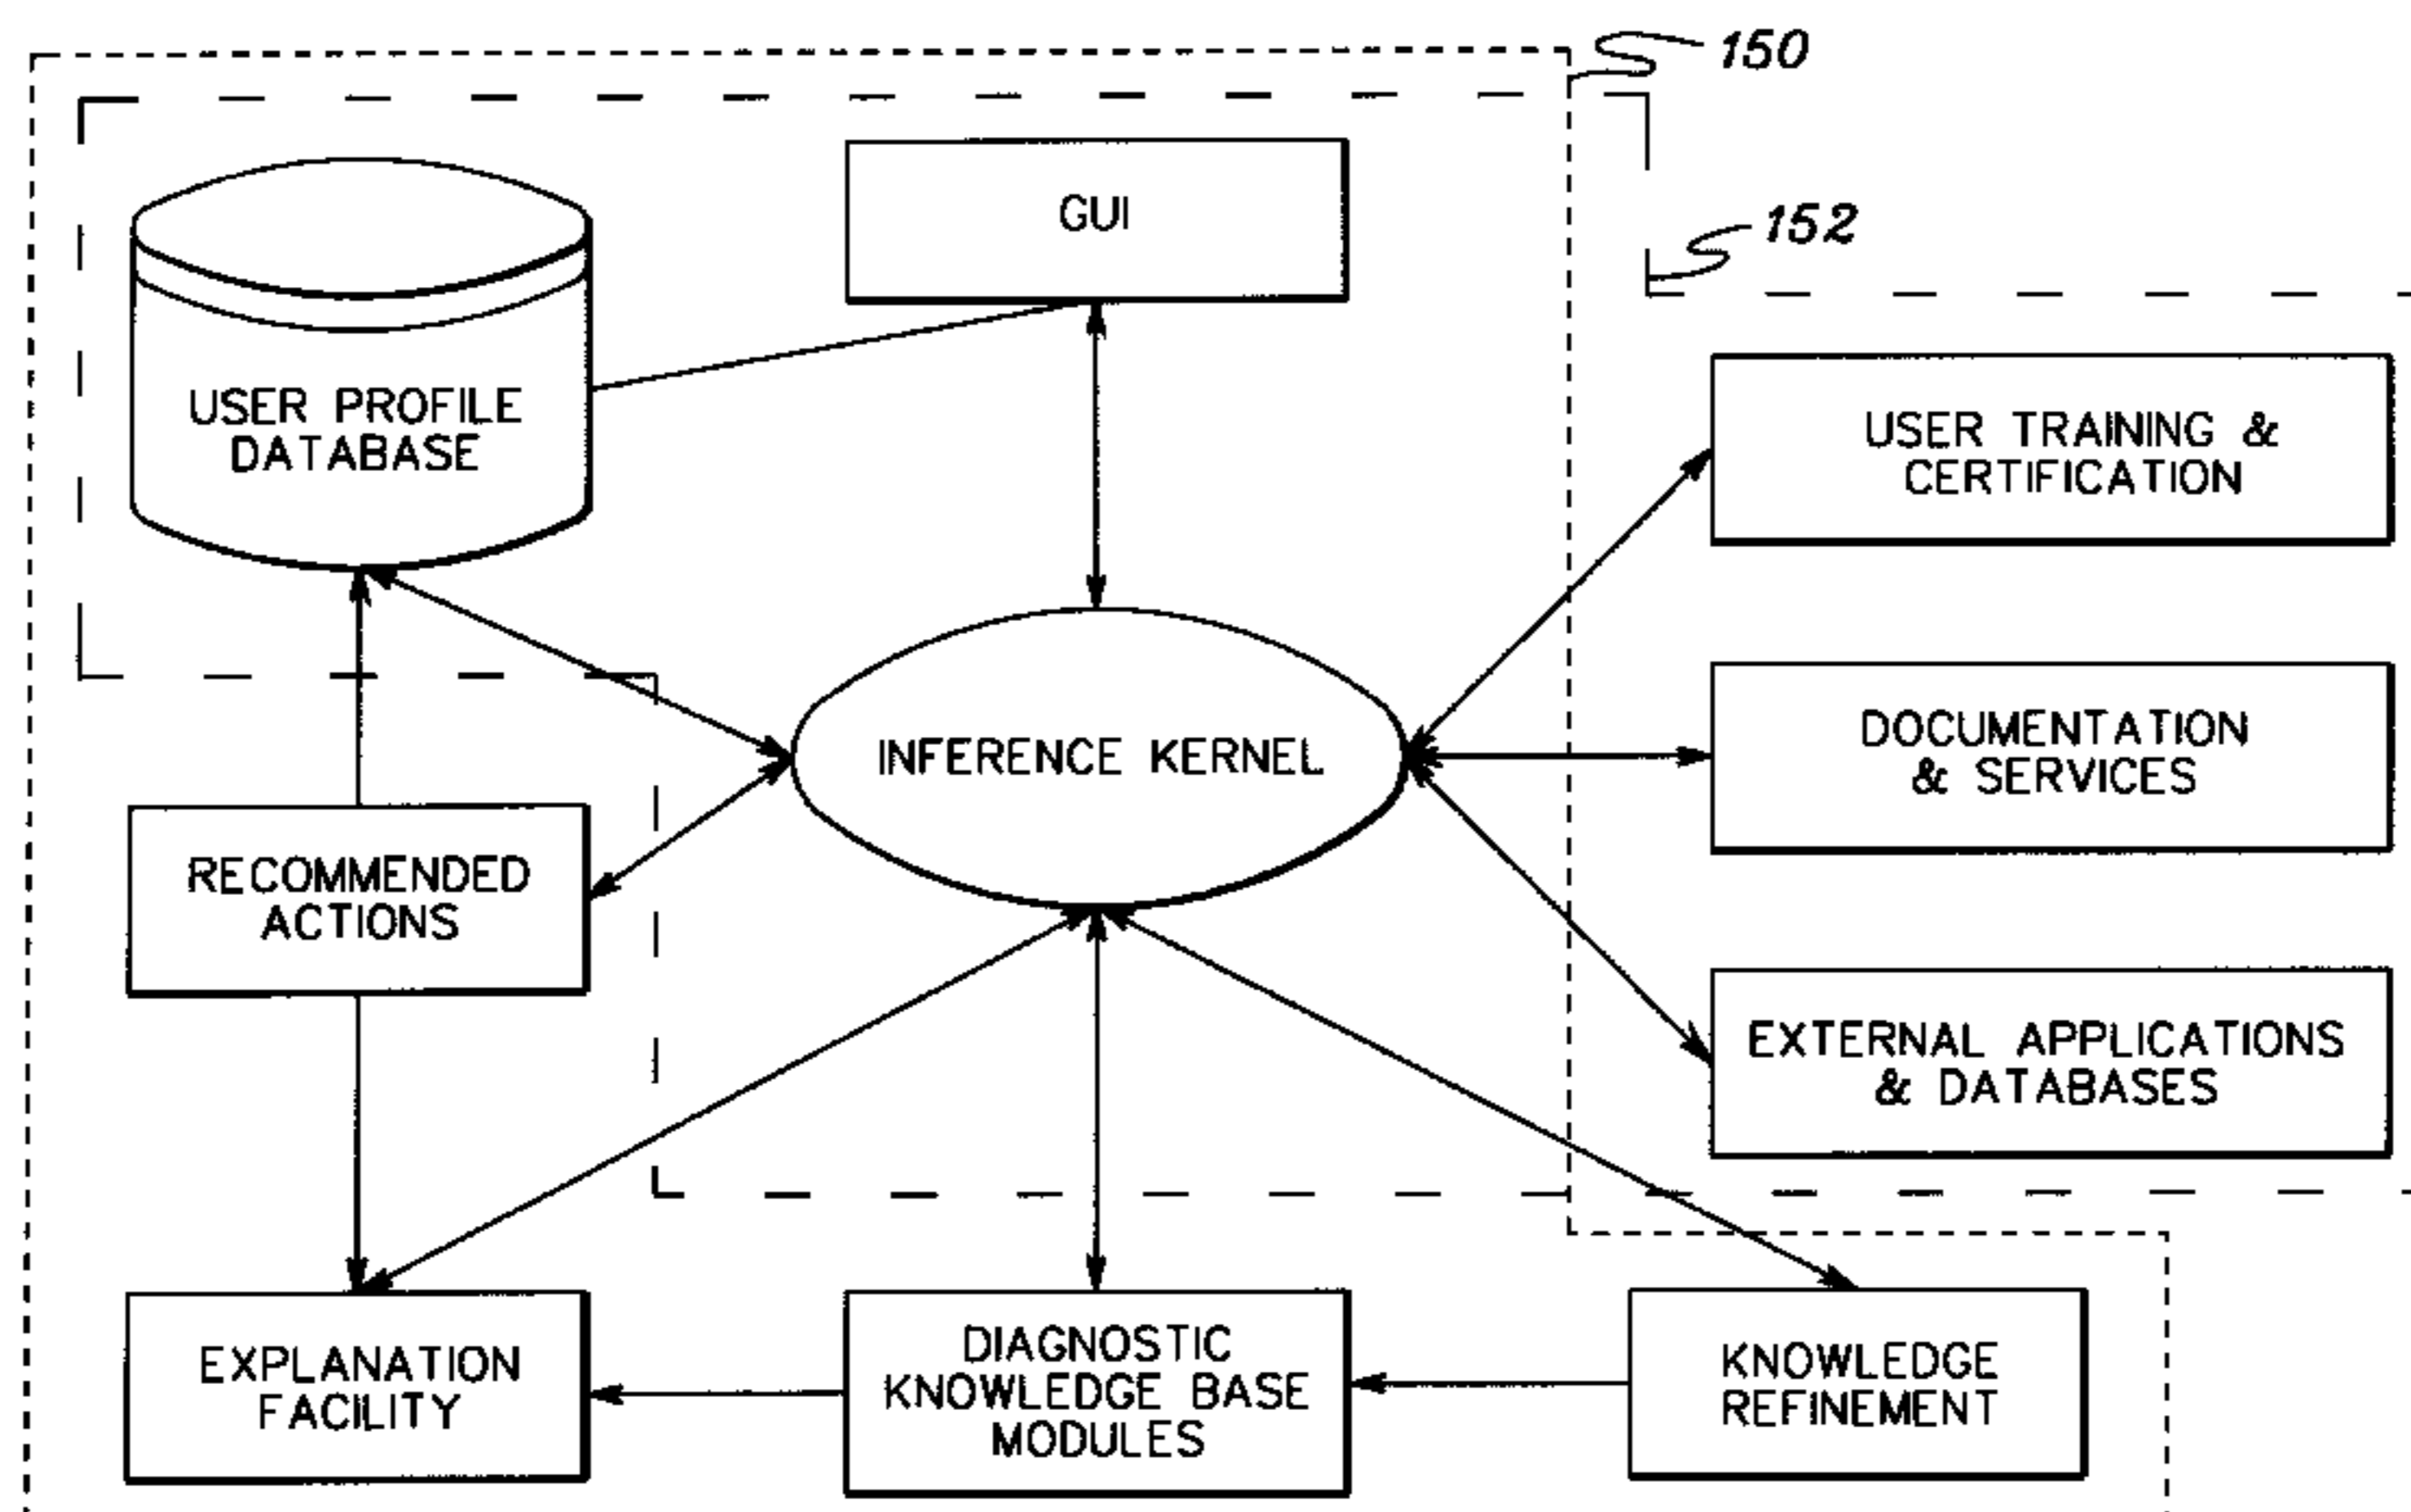 150
GUI
152
USER PROFILE
DATABASE
USER TRAINING &
CERTIFICATION
INFERENCE KERNEL
DOCUMENTATION
& SERVICES
RECOMMENDED
ACTIONS
EXTERNAL APPLICATIONS
& DATABASES
EXPLANATION
FACILITY
DIAGNOSTIC
KNOWLEDGE BASE
MODULES
KNOWLEDGE
REFINEMENT